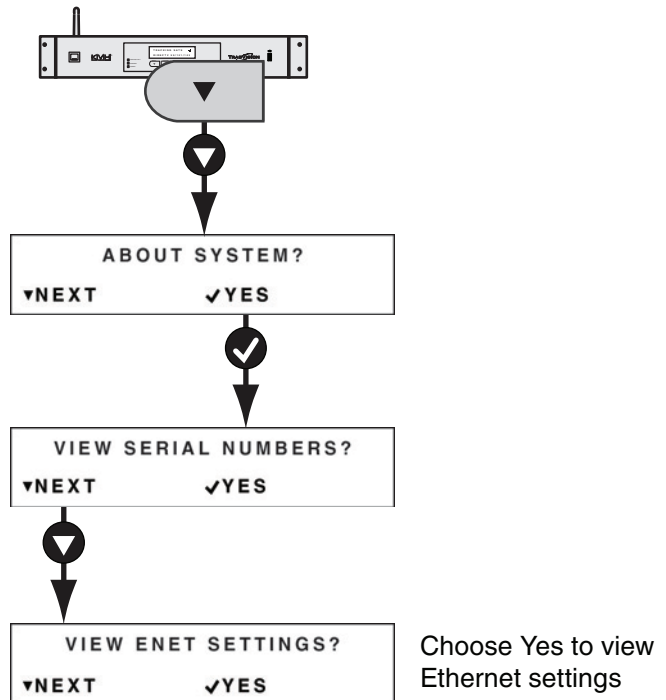 KVH
ABOUT SYSTEM?
▼NEXT ✓YES
VIEW SERIAL NUMBERS?
▼NEXT ✓YES
VIEW ENET SETTINGS?
▼NEXT ✓YES
Choose Yes to view
Ethernet settings